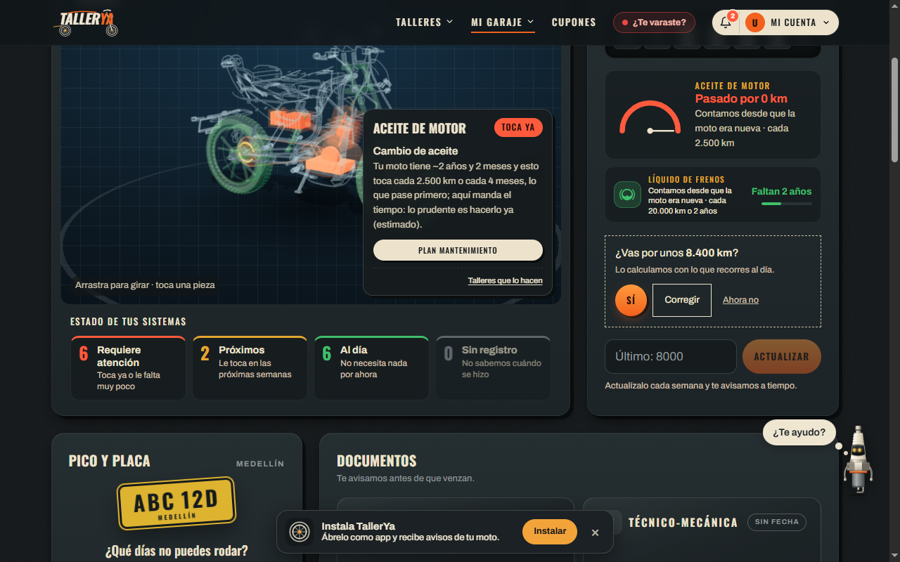 TALLERYA
TALLERES
MI GARAJE
CUPONES
¿Te varaste?
2
U
MI CUENTA
ACEITE DE MOTOR
TOCA YA
Cambio de aceite
Tu moto tiene ~2 años y 2 meses y esto
toca cada 2.500 km o cada 4 meses, lo
que pase primero; aquí manda el
tiempo: lo prudente es hacerlo ya
(estimado).
PLAN MANTENIMIENTO
Talleres que lo hacen
Arrastra para girar · toca una pieza
ESTADO DE TUS SISTEMAS
6
Requiere
atención
Toca ya o le falta
muy poco
2
Próximos
Le toca en las
próximas semanas
6
Al día
No necesita nada
por ahora
0
Sin registro
No sabemos cuándo
se hizo
ACEITE DE MOTOR
Pasado por 0 km
Contamos desde que la
moto era nueva · cada
2.500 km
LÍQUIDO DE FRENOS
Contamos desde que la
moto era nueva · cada
20.000 km o 2 años
Faltan 2 años
¿Vas por unos 8.400 km?
Lo calculamos con lo que recorres al día.
SÍ
Corregir
Ahora no
Último: 8000
ACTUALIZAR
Actualízalo cada semana y te avisamos a tiempo.
¿Te ayudo?
PICO Y PLACA
MEDELLÍN
ABC 12D
MEDELLÍN
¿Qué días no puedes rodar?
DOCUMENTOS
Te avisamos antes de que venzan.
TÉCNICO-MECÁNICA
SIN FECHA
Instala TallerYa
Ábrelo como app y recibe avisos de tu moto.
Instalar
×